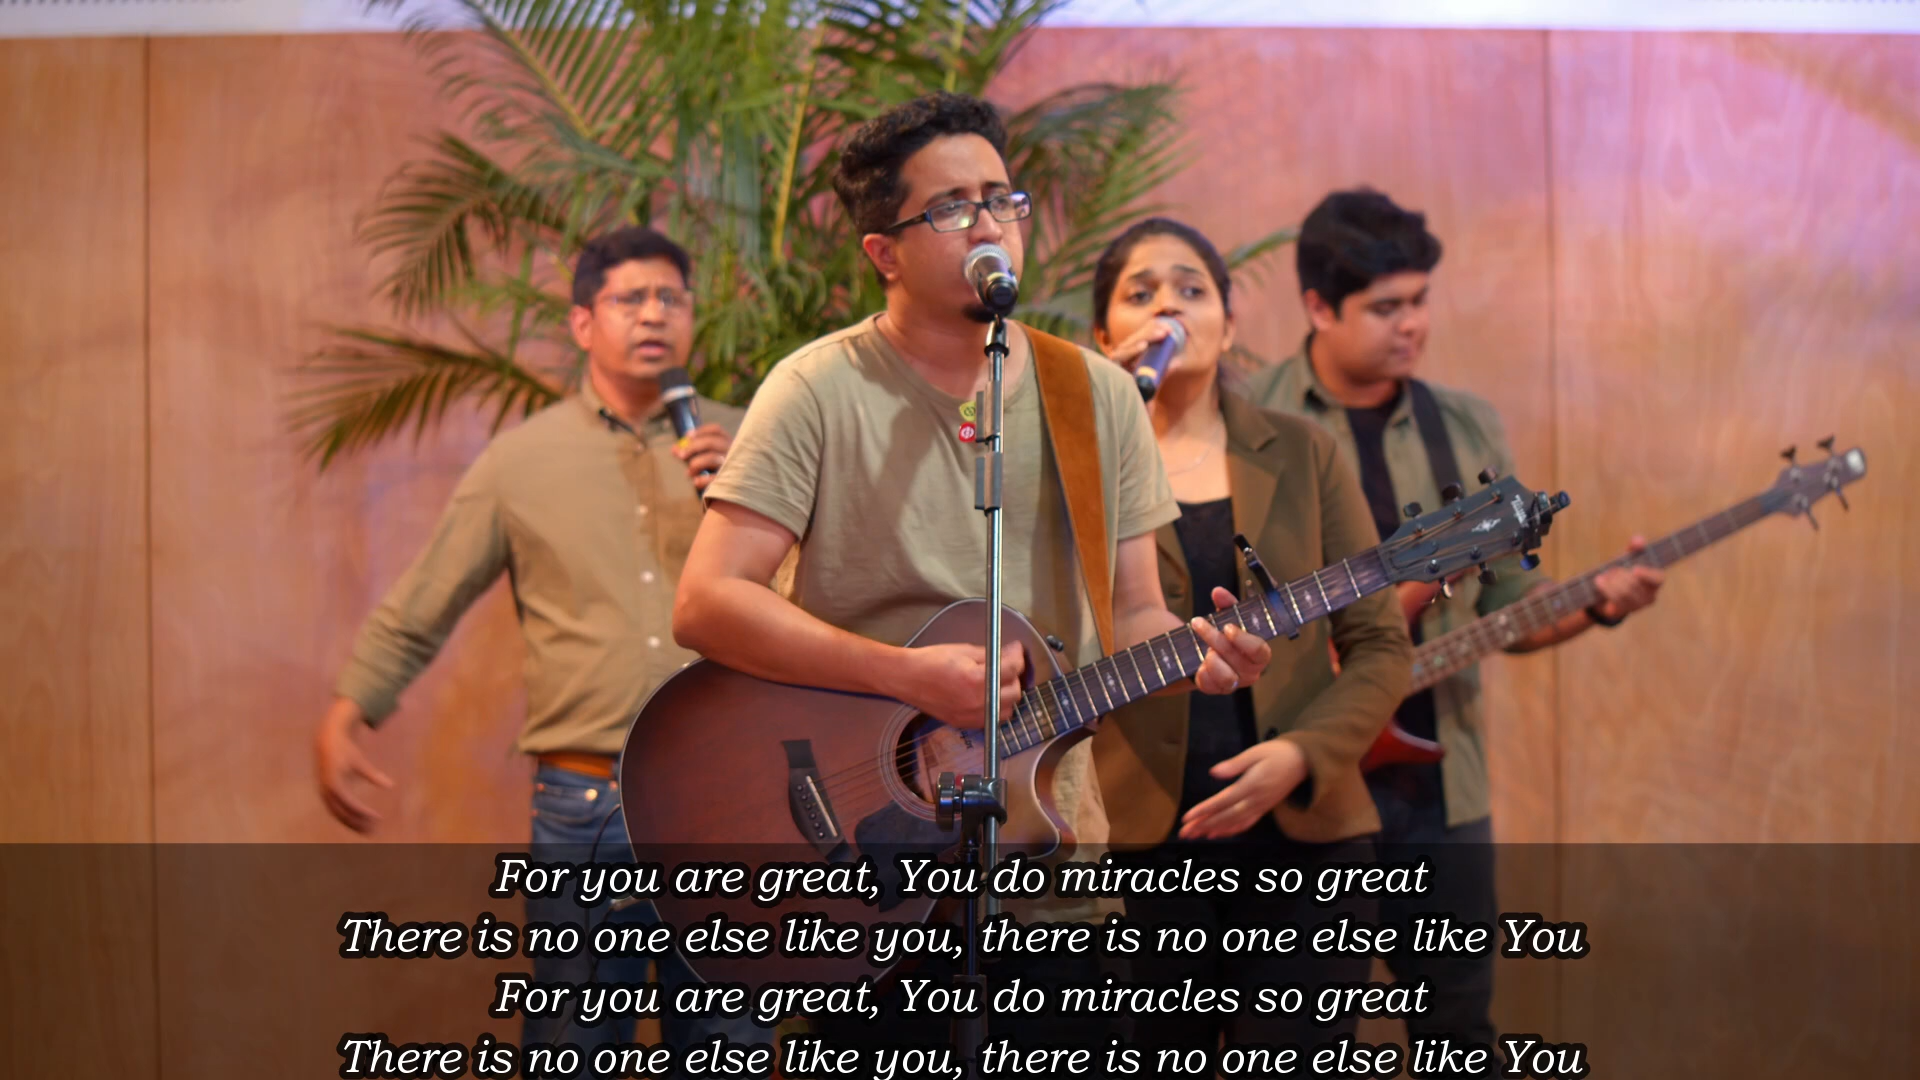 For you are great, You do miracles so great
There is no one else like you, there is no one else like You
For you are great, You do miracles so great
There is no one else like you, there is no one else like You